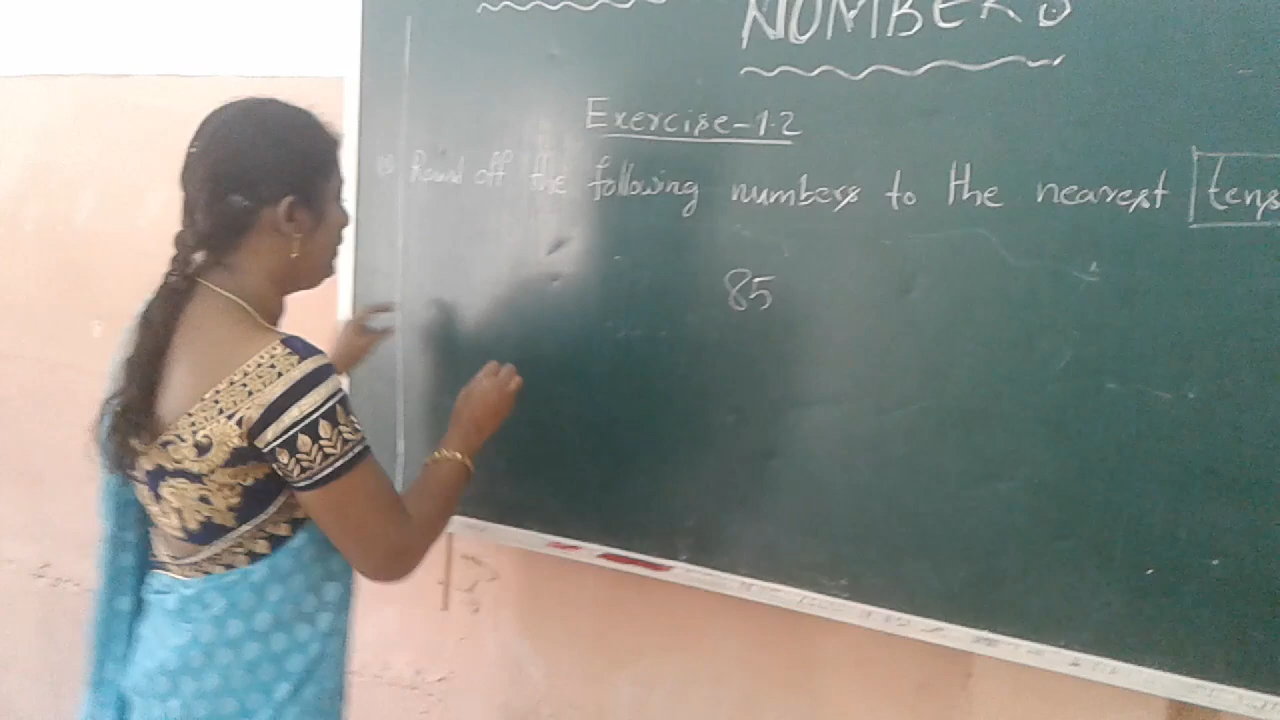 NUMBERS
Exercise-1.2
Round off the following numbers to the nearest tens
85